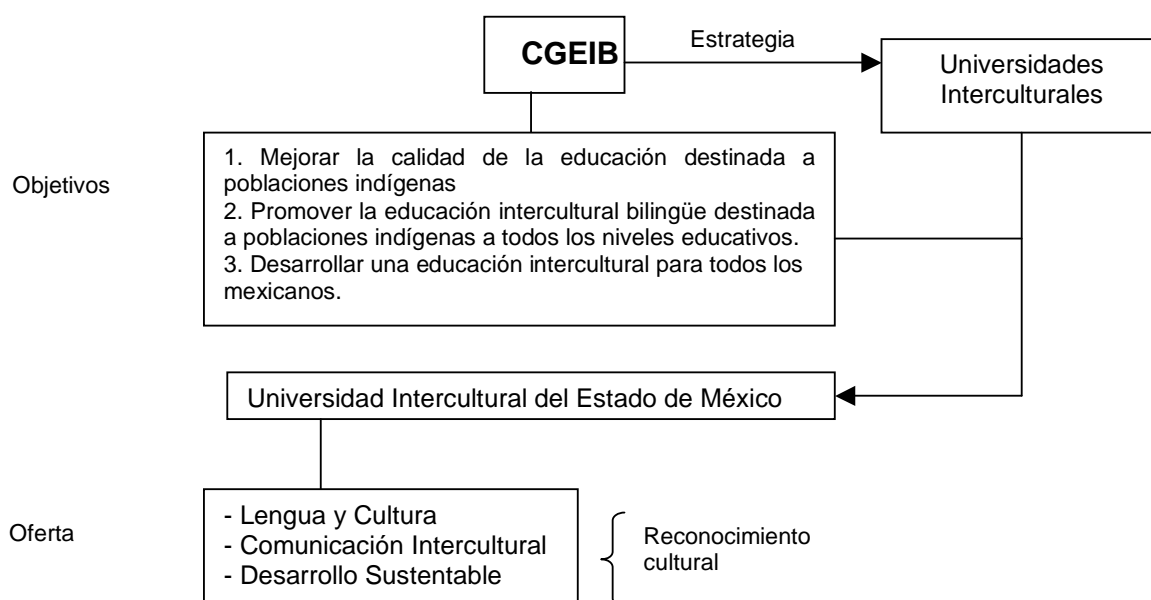 CGEIB
Estrategia
Universidades
Interculturales
Objetivos
1. Mejorar la calidad de la educación destinada a
poblaciones indígenas
2. Promover la educación intercultural bilingüe destinada
a poblaciones indígenas a todos los niveles educativos.
3. Desarrollar una educación intercultural para todos los
mexicanos.
Universidad Intercultural del Estado de México
Oferta
- Lengua y Cultura
- Comunicación Intercultural
- Desarrollo Sustentable
Reconocimiento
cultural